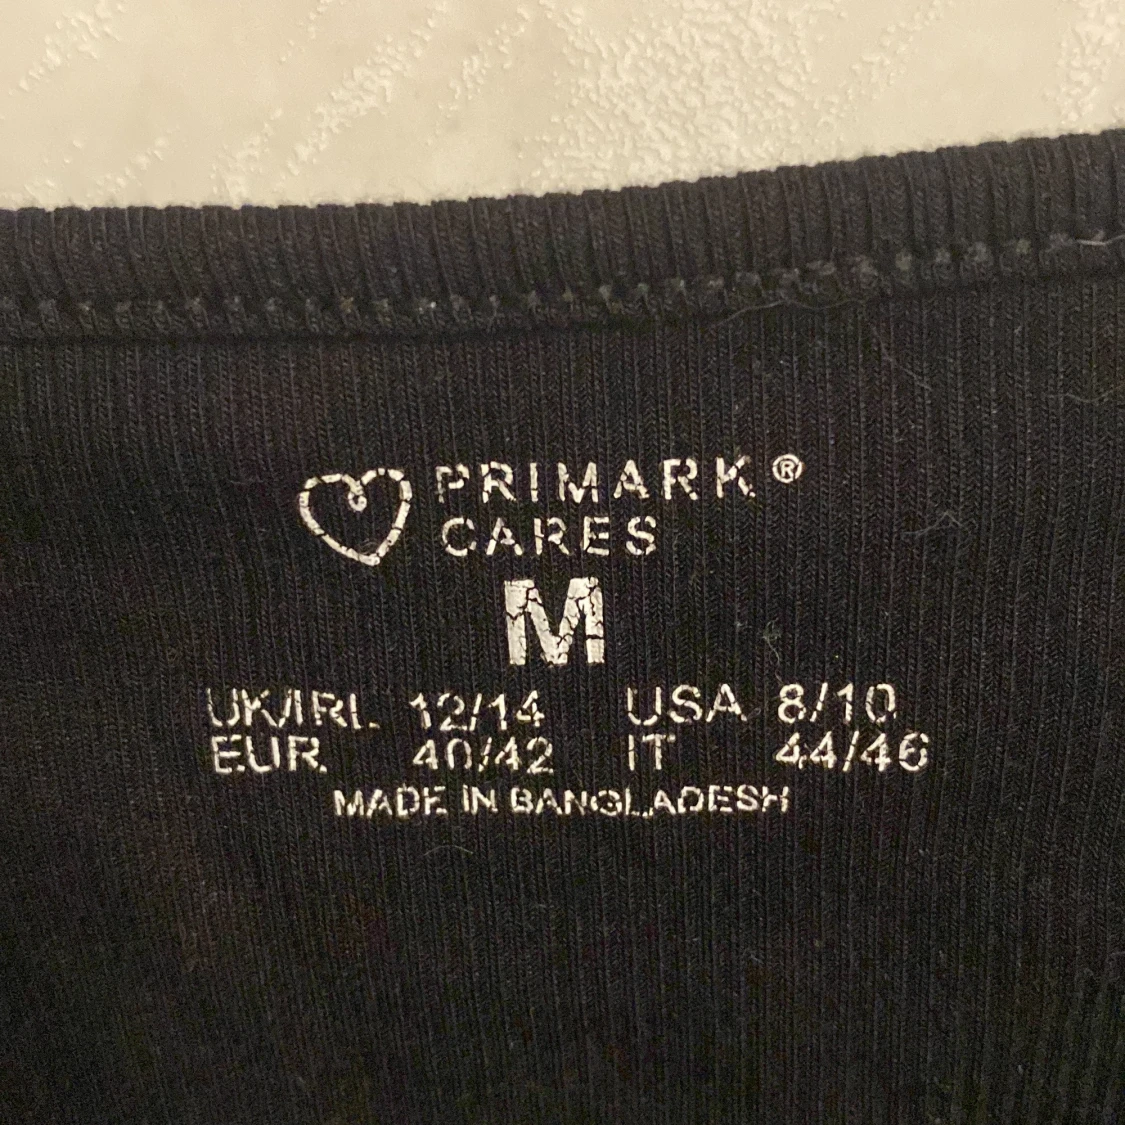 PRIMARK®
CARES
M
UK/IRL 12/14 USA 8/10
EUR. 40/42 IT 44/46
MADE IN BANGLADESH